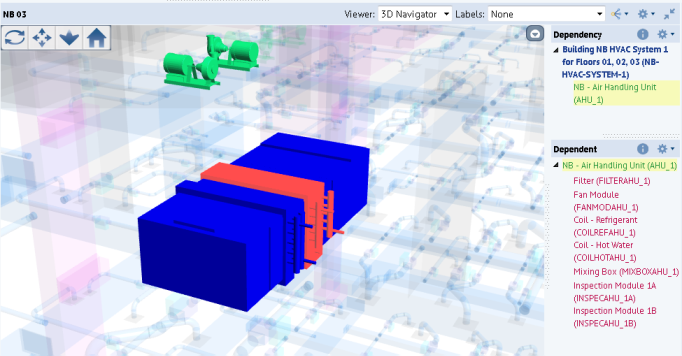 NB 03
Viewer: 3D Navigator Labels: None
Dependency
Building NB HVAC System 1
for Floors 01, 02, 03 (NB-
HVAC-SYSTEM-1)
NB - Air Handling Unit
(AHU_1)
Dependent
NB - Air Handling Unit (AHU_1)
Filter (FILTERAHU_1)
Fan Module
(FANMODAHU_1)
Coil - Refrigerant
(COILREFAHU_1)
Coil - Hot Water
(COILHOTAHU_1)
Mixing Box (MIXBOXAHU_1)
Inspection Module 1A
(INSPECAHU_1A)
Inspection Module 1B
(INSPECAHU_1B)